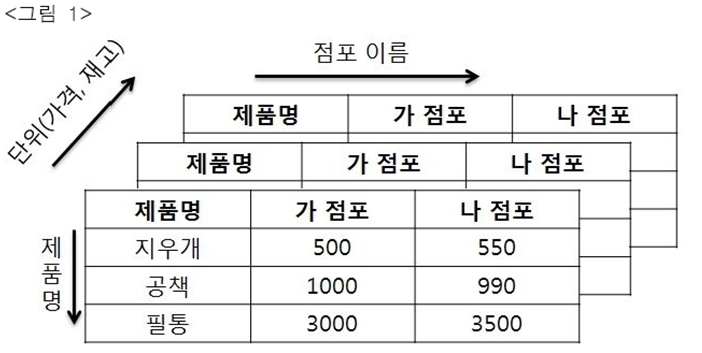 <그림 1>
단위(가격, 재고)
점포 이름
제품명 가 점포 나 점포
제품명 가 점포 나 점포
제품명 가 점포 나 점포
지우개 500 550
공책 1000 990
필통 3000 3500
제품명